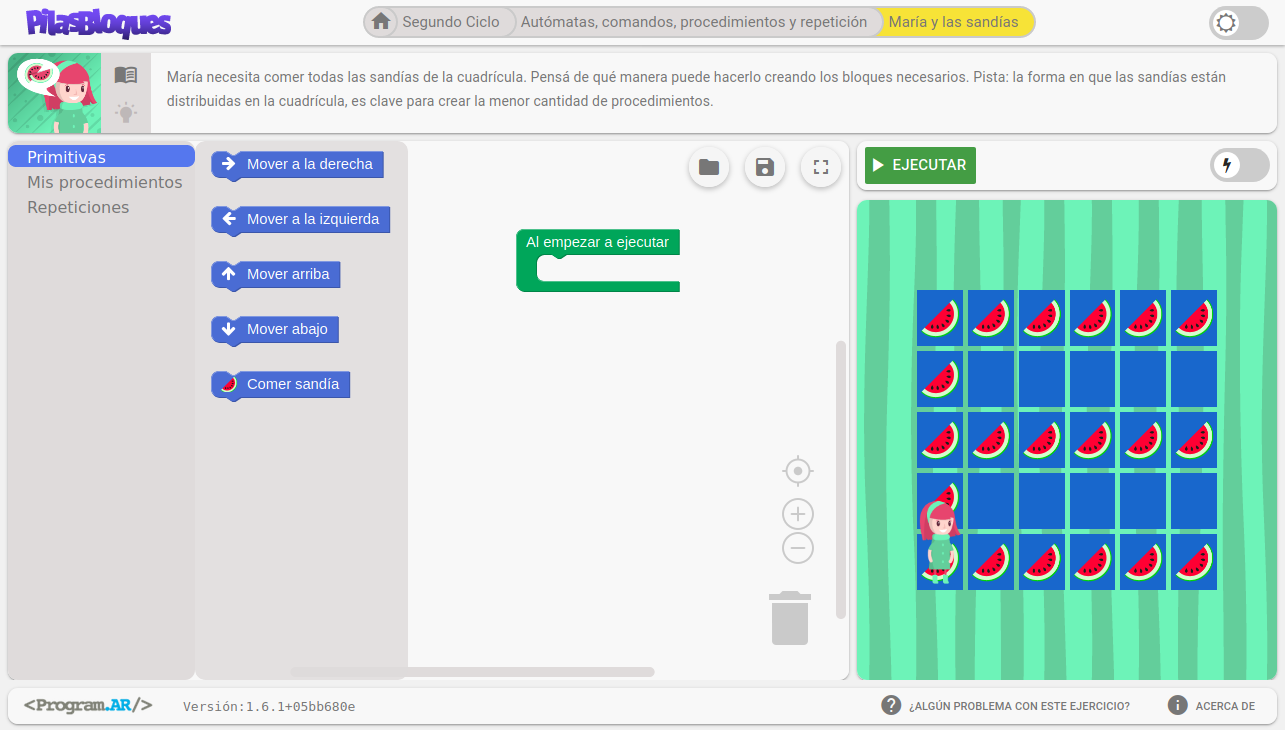 PilasBloques
Segundo Ciclo
Autómatas, comandos, procedimientos y repetición
María y las sandías
María necesita comer todas las sandías de la cuadrícula. Pensá de qué manera puede hacerlo creando los bloques necesarios. Pista: la forma en que las sandías están
distribuidas en la cuadrícula, es clave para crear la menor cantidad de procedimientos.
Primitivas
Mis procedimientos
Repeticiones
Mover a la derecha
Mover a la izquierda
Mover arriba
Mover abajo
Comer sandía
Al empezar a ejecutar
EJECUTAR
<Program.AR/>
Versión:1.6.1+05bb680e
¿ALGÚN PROBLEMA CON ESTE EJERCICIO?
ACERCA DE